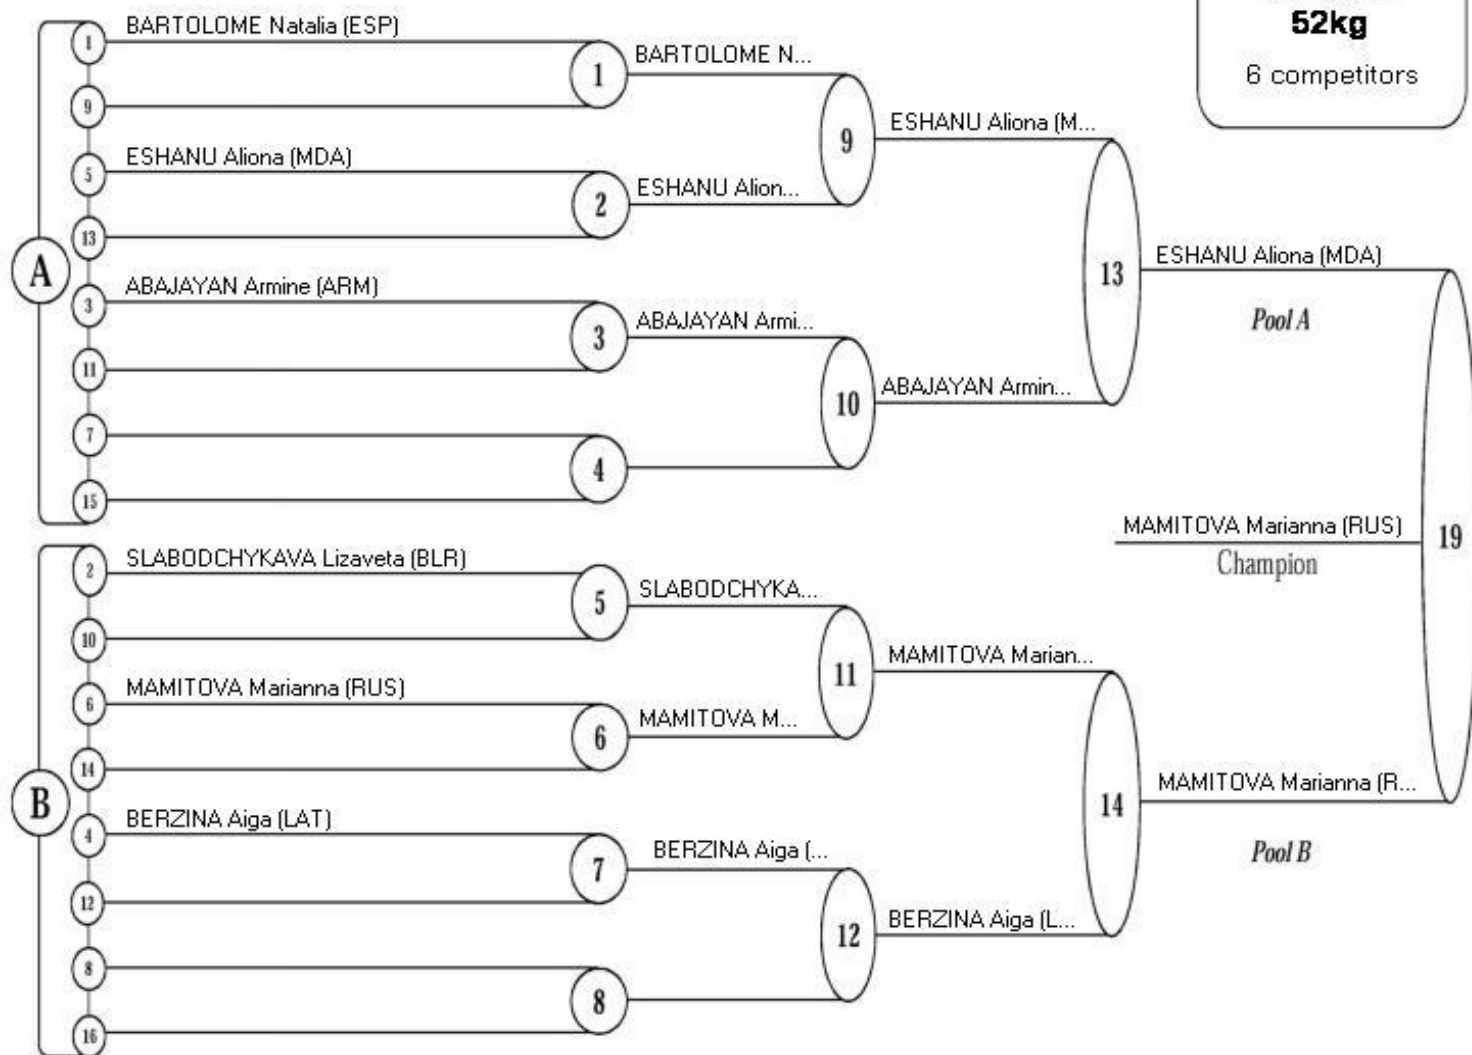 52kg
6 competitors
A
1
BARTOLOME Natalia (ESP)
9
1
BARTOLOME N...
5
ESHANU Aliona (MDA)
13
2
ESHANU Alion...
9
ESHANU Aliona (M...
3
ABAJAYAN Armine (ARM)
11
3
ABAJAYAN Armi...
7
15
4
10
ABAJAYAN Armin...
13
ESHANU Aliona (MDA)
Pool A
B
2
SLABODCHYKAVA Lizaveta (BLR)
10
5
SLABODCHYKA...
6
MAMITOVA Marianna (RUS)
14
6
MAMITOVA M...
11
MAMITOVA Marian...
4
BERZINA Aiga (LAT)
12
7
BERZINA Aiga (...
8
16
8
12
BERZINA Aiga (L...
14
MAMITOVA Marianna (R...
Pool B
19
MAMITOVA Marianna (RUS)
Champion